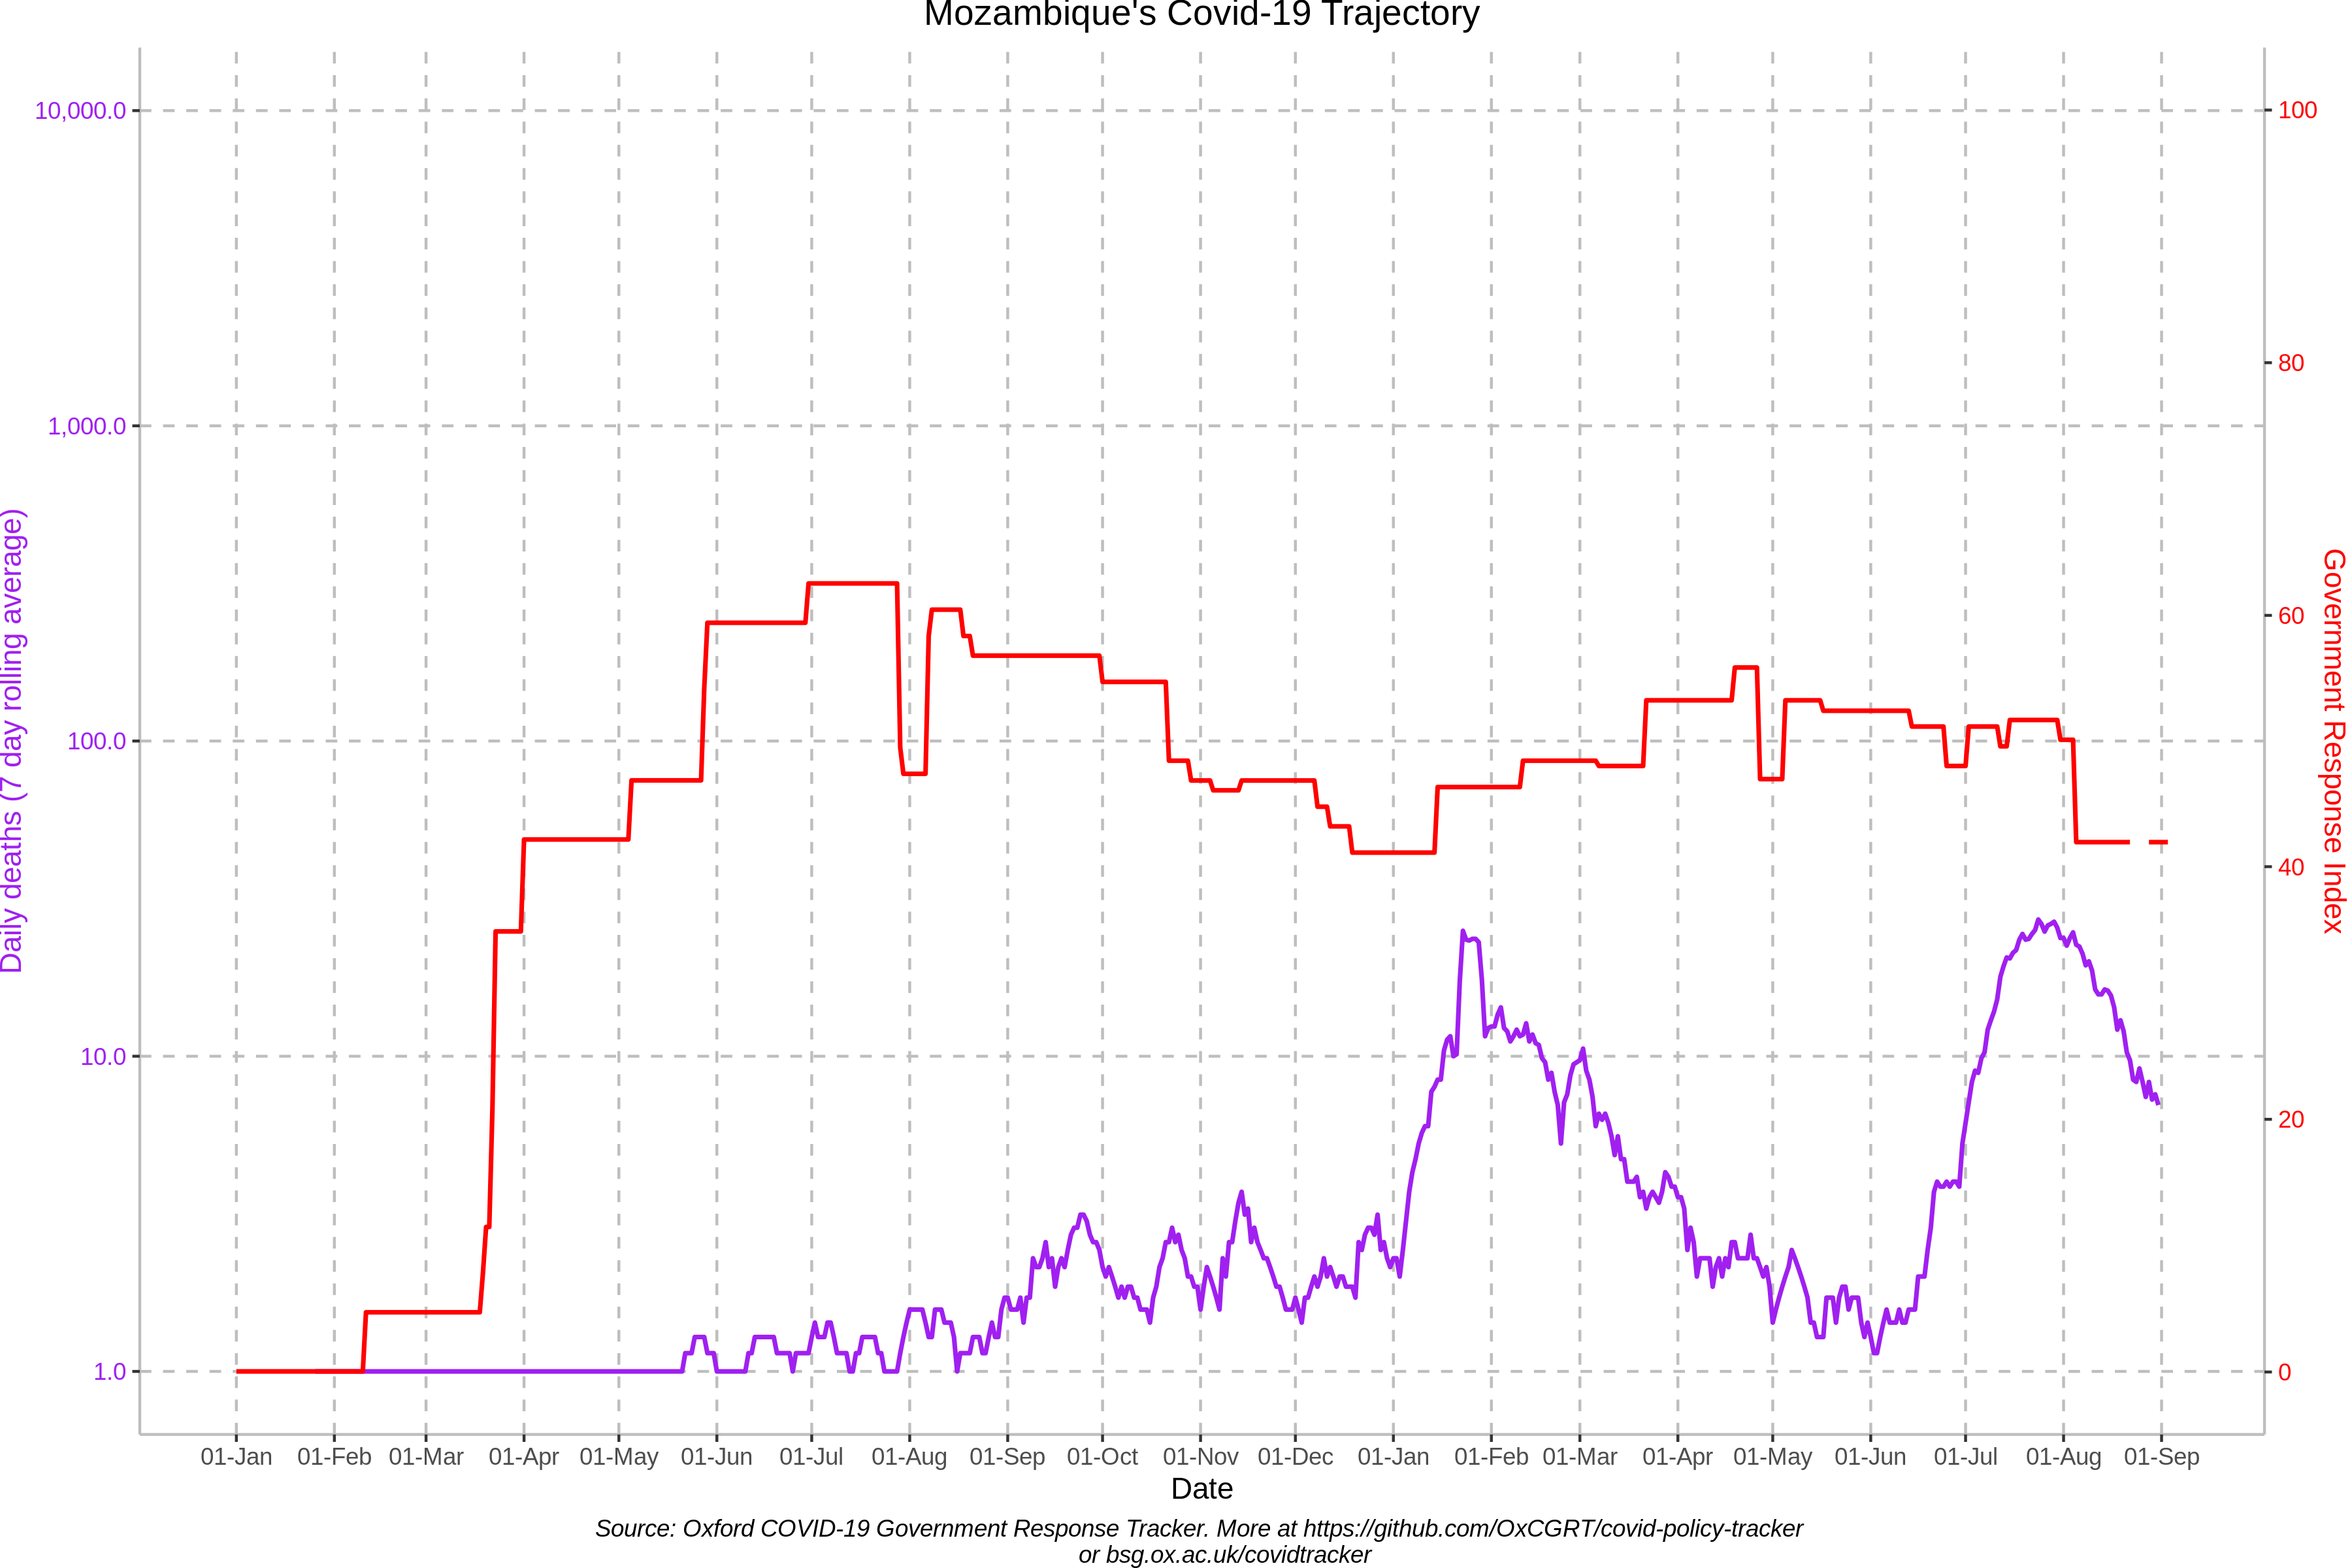 Mozambique's Covid-19 Trajectory
10,000.0
1,000.0
100.0
10.0
1.0
Daily deaths (7 day rolling average)
100
80
60
40
20
0
Government Response Index
01-Jan 01-Feb 01-Mar 01-Apr 01-May 01-Jun 01-Jul 01-Aug 01-Sep 01-Oct 01-Nov 01-Dec 01-Jan 01-Feb 01-Mar 01-Apr 01-May 01-Jun 01-Jul 01-Aug 01-Sep
Date
Source: Oxford COVID-19 Government Response Tracker. More at https://github.com/OxCGRT/covid-policy-tracker
or bsg.ox.ac.uk/covidtracker